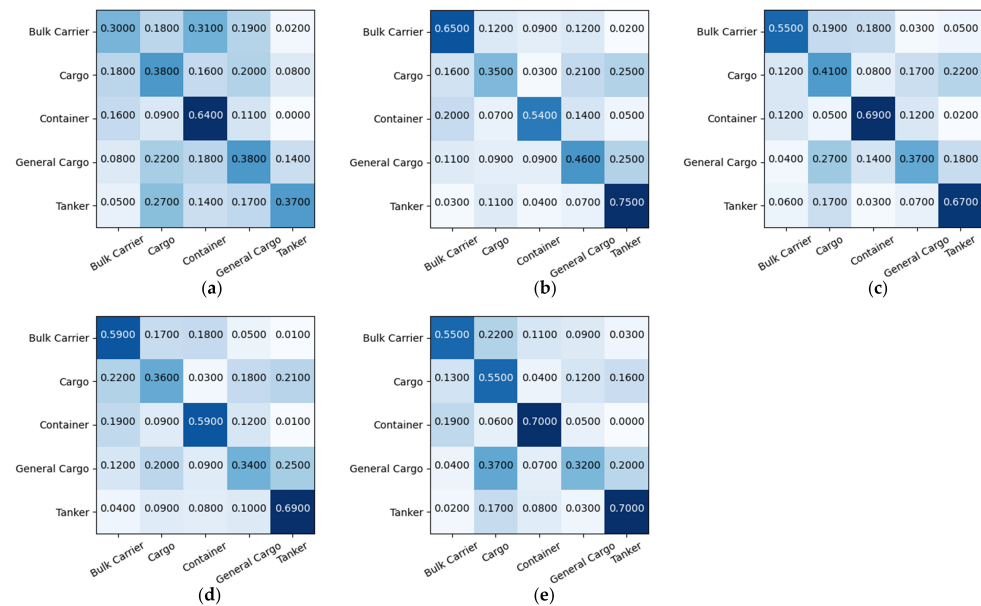 Bulk Carrier 0.3000 0.1800 0.3100 0.1900 0.0200
Cargo 0.1800 0.3800 0.1600 0.2000 0.0800
Container 0.1600 0.0900 0.6400 0.1100 0.0000
General Cargo 0.0800 0.2200 0.1800 0.3800 0.1400
Tanker 0.0500 0.2700 0.1400 0.1700 0.3700
Bulk Carrier Cargo Container General Cargo Tanker
(a)
Bulk Carrier 0.6500 0.1200 0.0900 0.1200 0.0200
Cargo 0.1600 0.3500 0.0300 0.2100 0.2500
Container 0.2000 0.0700 0.5400 0.1400 0.0500
General Cargo 0.1100 0.0900 0.0900 0.4600 0.2500
Tanker 0.0300 0.1100 0.0400 0.0700 0.7500
Bulk Carrier Cargo Container General Cargo Tanker
(b)
Bulk Carrier 0.5500 0.1900 0.1800 0.0300 0.0500
Cargo 0.1200 0.4100 0.0800 0.1700 0.2200
Container 0.1200 0.0500 0.6900 0.1200 0.0200
General Cargo 0.0400 0.2700 0.1400 0.3700 0.1800
Tanker 0.0600 0.1700 0.0300 0.0700 0.6700
Bulk Carrier Cargo Container General Cargo Tanker
(c)
Bulk Carrier 0.5900 0.1700 0.1800 0.0500 0.0100
Cargo 0.2200 0.3600 0.0300 0.1800 0.2100
Container 0.1900 0.0900 0.5900 0.1200 0.0100
General Cargo 0.1200 0.2000 0.0900 0.3400 0.2500
Tanker 0.0400 0.0900 0.0800 0.1000 0.6900
Bulk Carrier Cargo Container General Cargo Tanker
(d)
Bulk Carrier 0.5500 0.2200 0.1100 0.0900 0.0300
Cargo 0.1300 0.5500 0.0400 0.1200 0.1600
Container 0.1900 0.0600 0.7000 0.0500 0.0000
General Cargo 0.0400 0.3700 0.0700 0.3200 0.2000
Tanker 0.0200 0.1700 0.0800 0.0300 0.7000
Bulk Carrier Cargo Container General Cargo Tanker
(e)